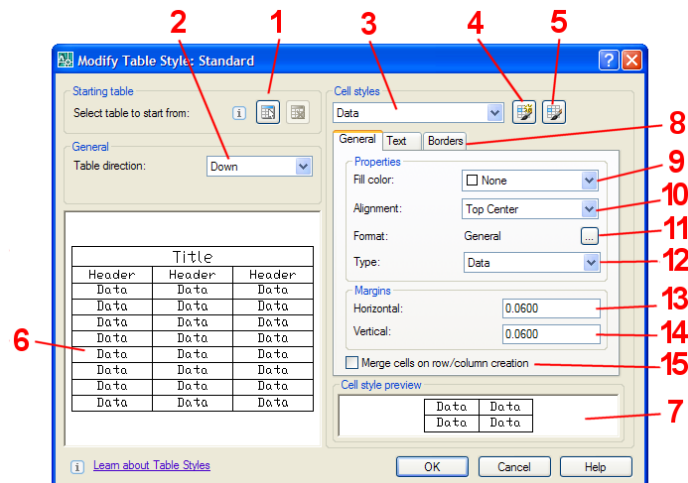 1
2
3
4
5
Modify Table Style: Standard
Starting table
Select table to start from:
General
Table direction:
Down
Title
Header Header Header
Data Data Data
Data Data Data
Data Data Data
Data Data Data
Data Data Data
Data Data Data
Data Data Data
Data Data Data
6
Learn about Table Styles
Cell styles
Data
General Text Borders
8
Properties
Fill color: None
9
Alignment: Top Center
10
Format: General ...
11
Type: Data
12
Margins
Horizontal: 0.0600
13
Vertical: 0.0600
14
Merge cells on row/column creation
15
Cell style preview
Data Data
Data Data
7
OK Cancel Help